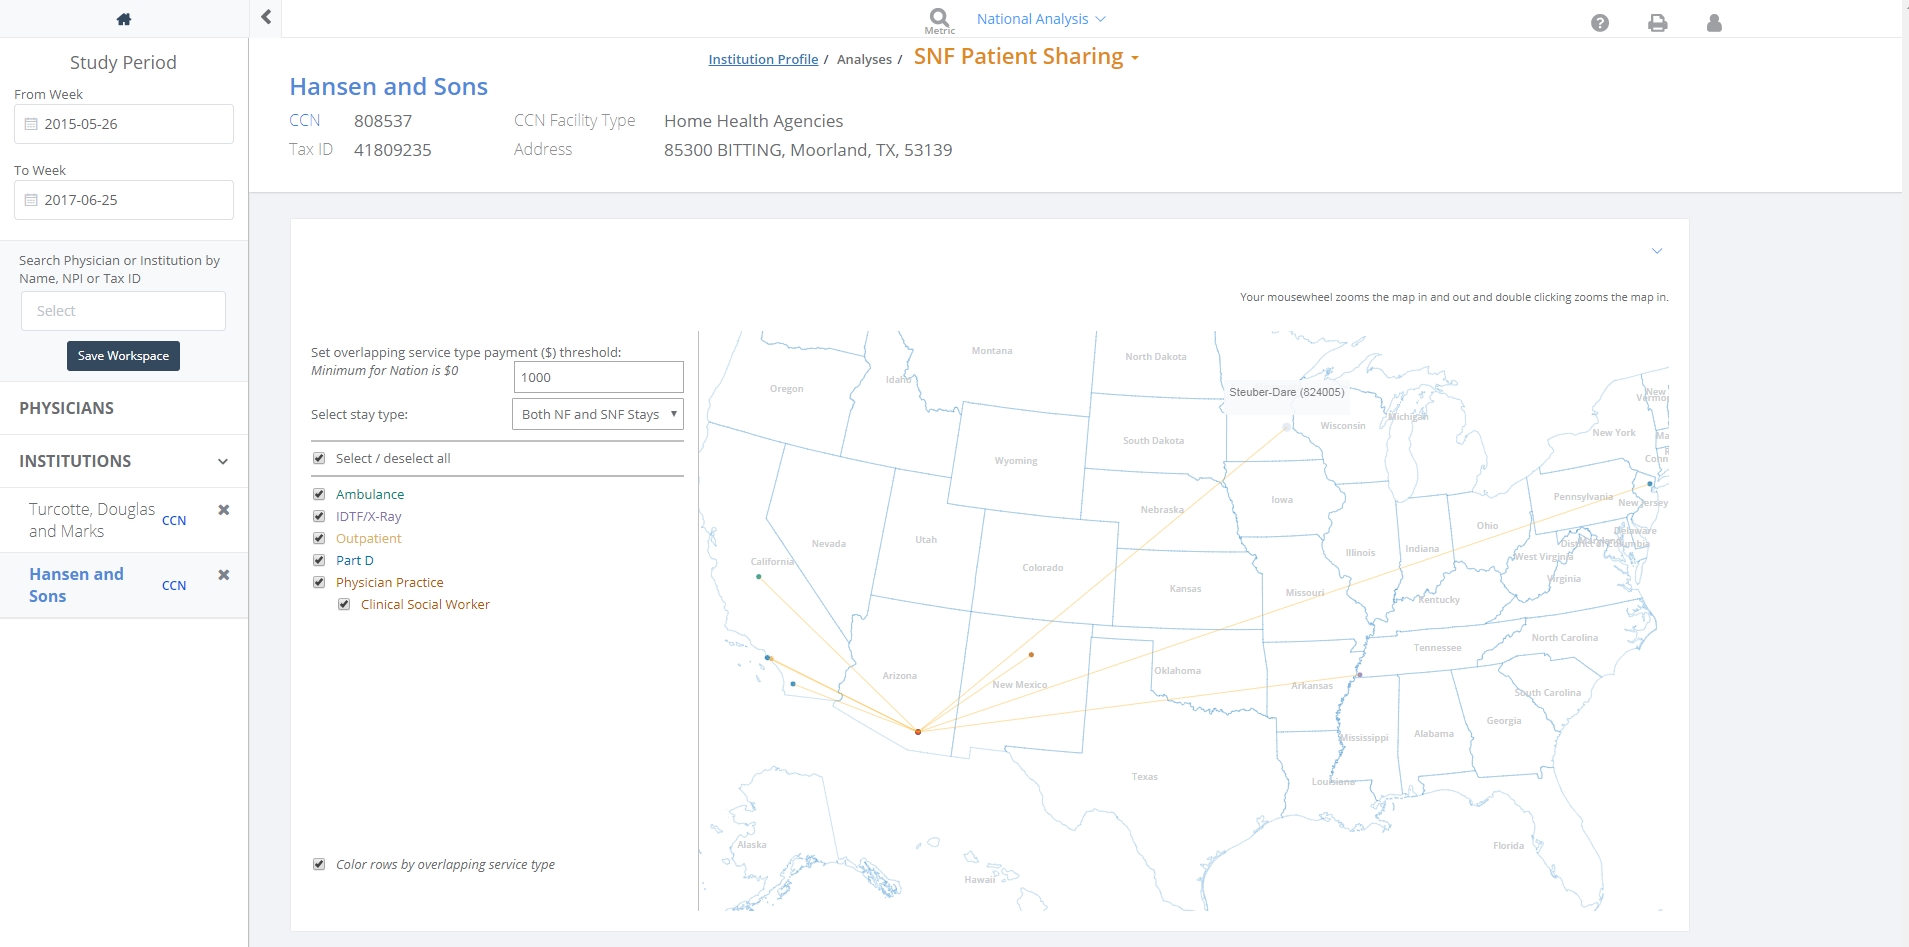 Metric
National Analysis
Study Period
From Week
2015-05-26
To Week
2017-06-25
Search Physician or Institution by
Name, NPI or Tax ID
Select
Save Workspace
PHYSICIANS
INSTITUTIONS
Turcotte, Douglas
and Marks
CCN
Hansen and
Sons
CCN
Institution Profile / Analyses / SNF Patient Sharing
Hansen and Sons
CCN 808537 CCN Facility Type Home Health Agencies
Tax ID 41809235 Address 85300 BITTING, Moorland, TX, 53139
Your mousewheel zooms the map in and out and double clicking zooms the map in.
Set overlapping service type payment ($) threshold:
Minimum for Nation is $0
1000
Select stay type:
Both NF and SNF Stays
Select / deselect all
Ambulance
IDTF/X-Ray
Outpatient
Part D
Physician Practice
Clinical Social Worker
Color rows by overlapping service type
Montana
North Dakota
Oregon
Idaho
Steuber-Dare (824005)
New
Vermo
Michigan
Wisconsin
New York
Ma
South Dakota
Wyoming
Conn
Iowa
Pennsylvania
Nebraska
New Jersey
Ohio
Delaware
Nevada
Utah
Maryland
District of Columbia
Illinois
Indiana
West Virginia
California
Colorado
Virginia
Kansas
Missouri
Kentucky
North Carolina
Tennessee
Arizona
New Mexico
Oklahoma
Arkansas
South Carolina
Georgia
Mississippi
Alabama
Texas
Louisiana
Alaska
Florida
Hawaii